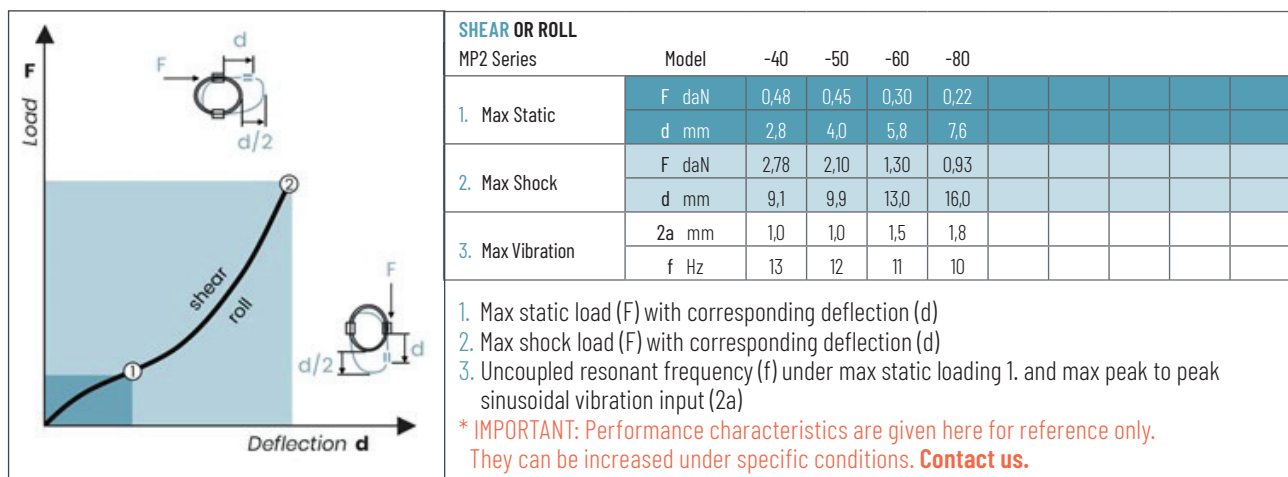 F
Load
F
d
d/2
2
shear
roll
1
F
d/2
d
Deflection d
SHEAR OR ROLL
MP2 Series Model -40 -50 -60 -80
1. Max Static
F daN 0,48 0,45 0,30 0,22
d mm 2,8 4,0 5,8 7,6
2. Max Shock
F daN 2,78 2,10 1,30 0,93
d mm 9,1 9,9 13,0 16,0
3. Max Vibration
2a mm 1,0 1,0 1,5 1,8
f Hz 13 12 11 10
1. Max static load (F) with corresponding deflection (d)
2. Max shock load (F) with corresponding deflection (d)
3. Uncoupled resonant frequency (f) under max static loading 1. and max peak to peak
sinusoidal vibration input (2a)
* IMPORTANT: Performance characteristics are given here for reference only.
They can be increased under specific conditions. Contact us.